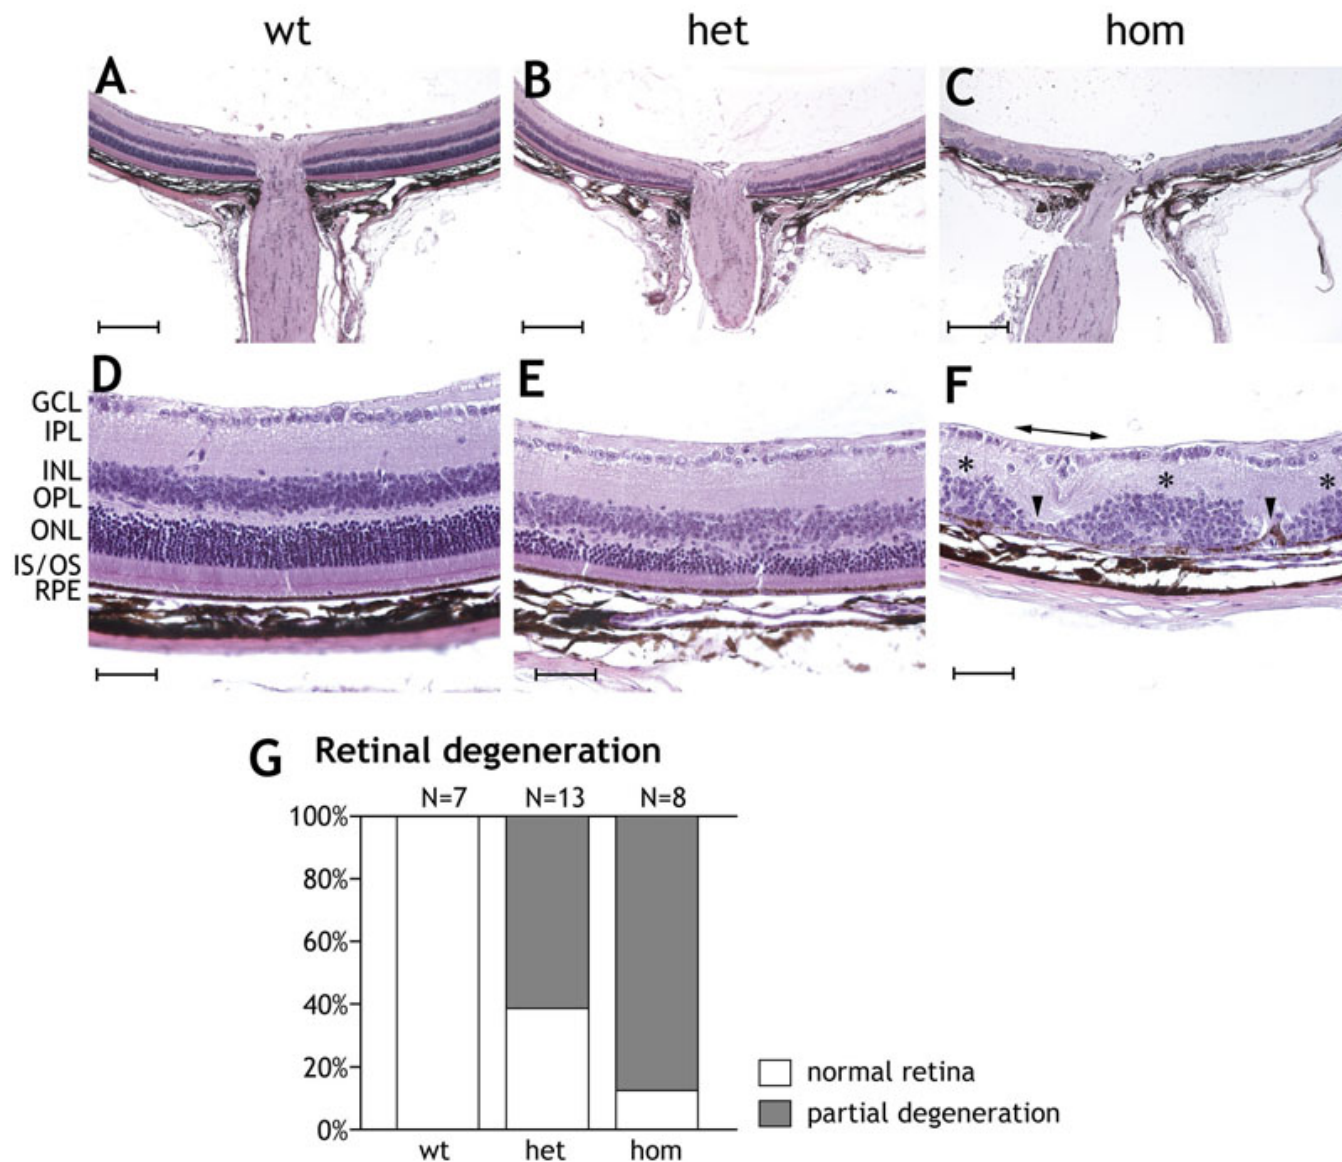 wt het hom
A B C
D E F
GCL
IPL
INL
OPL
ONL
IS/OS
RPE
* * *
G Retinal degeneration
N=7 N=13 N=8
100%
80%
60%
40%
20%
0%
wt het hom
normal retina
partial degeneration